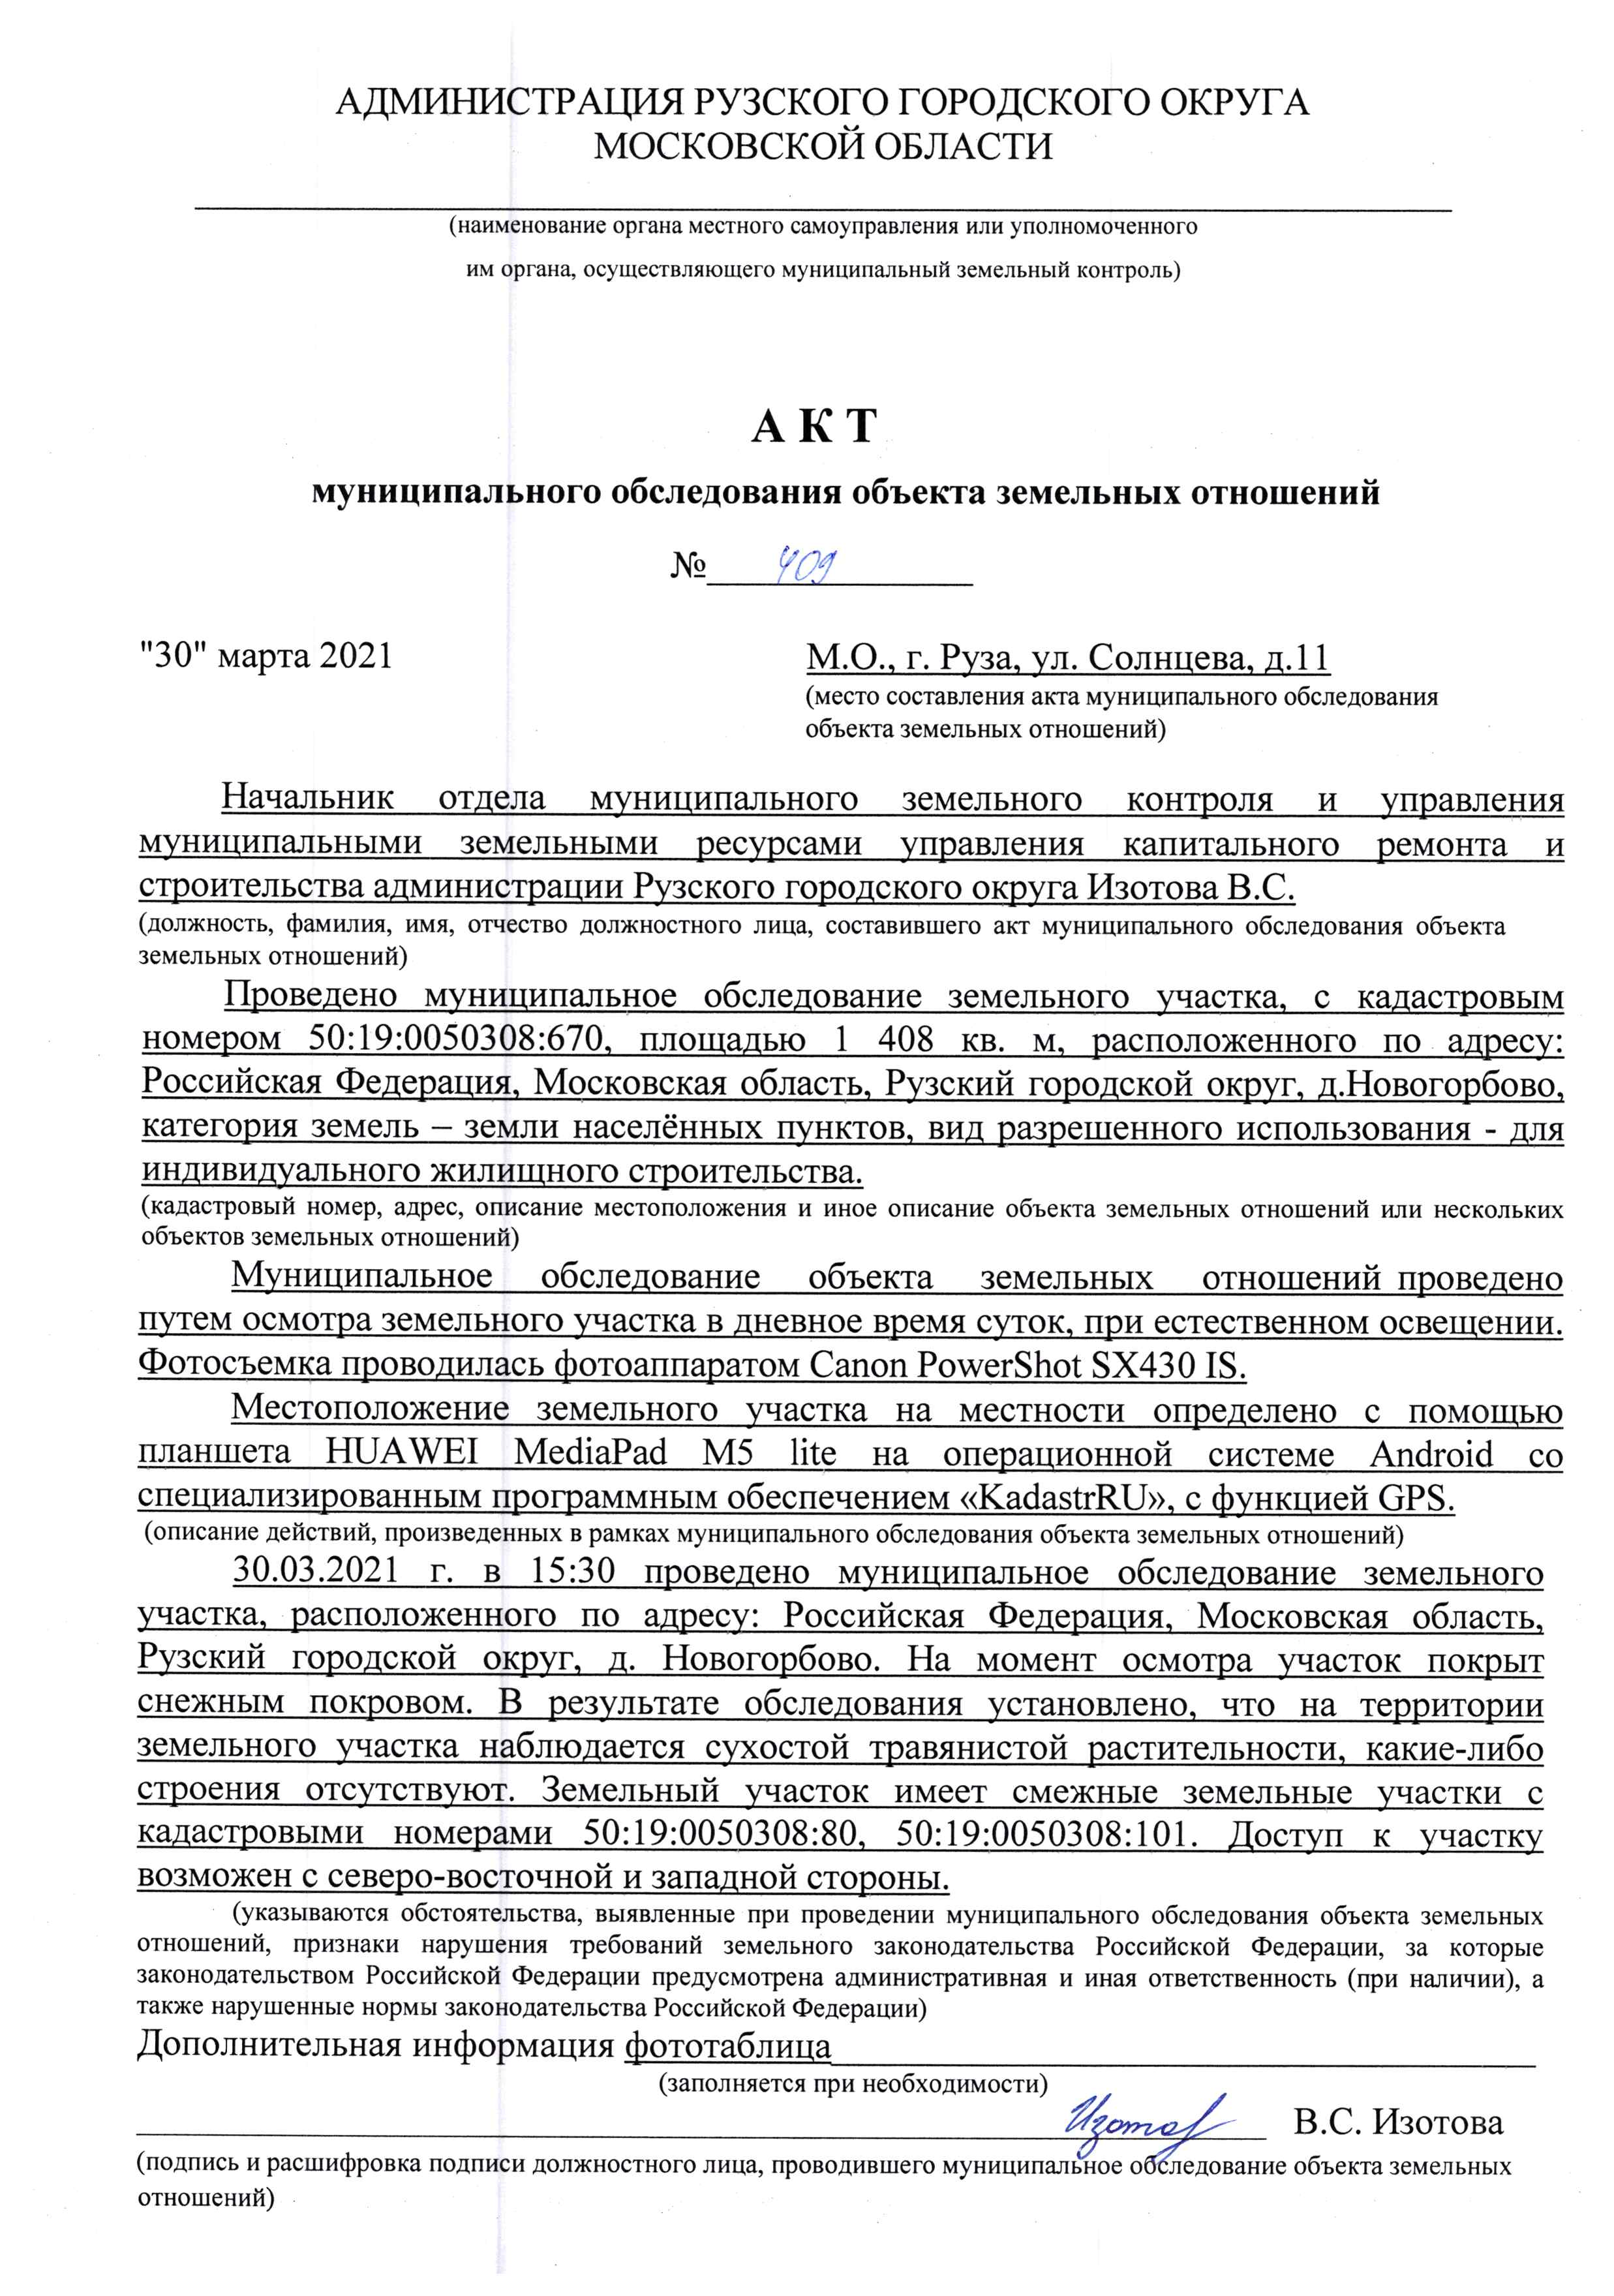 АДМИНИСТРАЦИЯ РУЗСКОГО ГОРОДСКОГО ОКРУГА
МОСКОВСКОЙ ОБЛАСТИ
(наименование органа местного самоуправления или уполномоченного
им органа, осуществляющего муниципальный земельный контроль)
А К Т
муниципального обследования объекта земельных отношений
№ 409
"30" марта 2021
М.О., г. Руза, ул. Солнцева, д.11
(место составления акта муниципального обследования
объекта земельных отношений)
Начальник отдела муниципального земельного контроля и управления
муниципальными земельными ресурсами управления капитального ремонта и
строительства администрации Рузского городского округа Изотова В.С.
(должность, фамилия, имя, отчество должностного лица, составившего акт муниципального обследования объекта
земельных отношений)
Проведено муниципальное обследование земельного участка, с кадастровым
номером 50:19:0050308:670, площадью 1 408 кв. м, расположенного по адресу:
Российская Федерация, Московская область, Рузский городской округ, д.Новогорбово,
категория земель – земли населённых пунктов, вид разрешенного использования - для
индивидуального жилищного строительства.
(кадастровый номер, адрес, описание местоположения и иное описание объекта земельных отношений или нескольких
объектов земельных отношений)
Муниципальное обследование объекта земельных отношений проведено
путем осмотра земельного участка в дневное время суток, при естественном освещении.
Фотосъемка проводилась фотоаппаратом Canon PowerShot SX430 IS.
Местоположение земельного участка на местности определено с помощью
планшета HUAWEI MediaPad M5 lite на операционной системе Android со
специализированным программным обеспечением «KadastrRU», с функцией GPS.
(описание действий, произведенных в рамках муниципального обследования объекта земельных отношений)
30.03.2021 г. в 15:30 проведено муниципальное обследование земельного
участка, расположенного по адресу: Российская Федерация, Московская область,
Рузский городской округ, д. Новогорбово. На момент осмотра участок покрыт
снежным покровом. В результате обследования установлено, что на территории
земельного участка наблюдается сухостой травянистой растительности, какие-либо
строения отсутствуют. Земельный участок имеет смежные земельные участки с
кадастровыми номерами 50:19:0050308:80, 50:19:0050308:101. Доступ к участку
возможен с северо-восточной и западной стороны.
(указываются обстоятельства, выявленные при проведении муниципального обследования объекта земельных
отношений, признаки нарушения требований земельного законодательства Российской Федерации, за которые
законодательством Российской Федерации предусмотрена административная и иная ответственность (при наличии), а
также нарушенные нормы законодательства Российской Федерации)
Дополнительная информация фототаблица
(заполняется при необходимости)
Изотов В.С. Изотова
(подпись и расшифровка подписи должностного лица, проводившего муниципальное обследование объекта земельных
отношений)